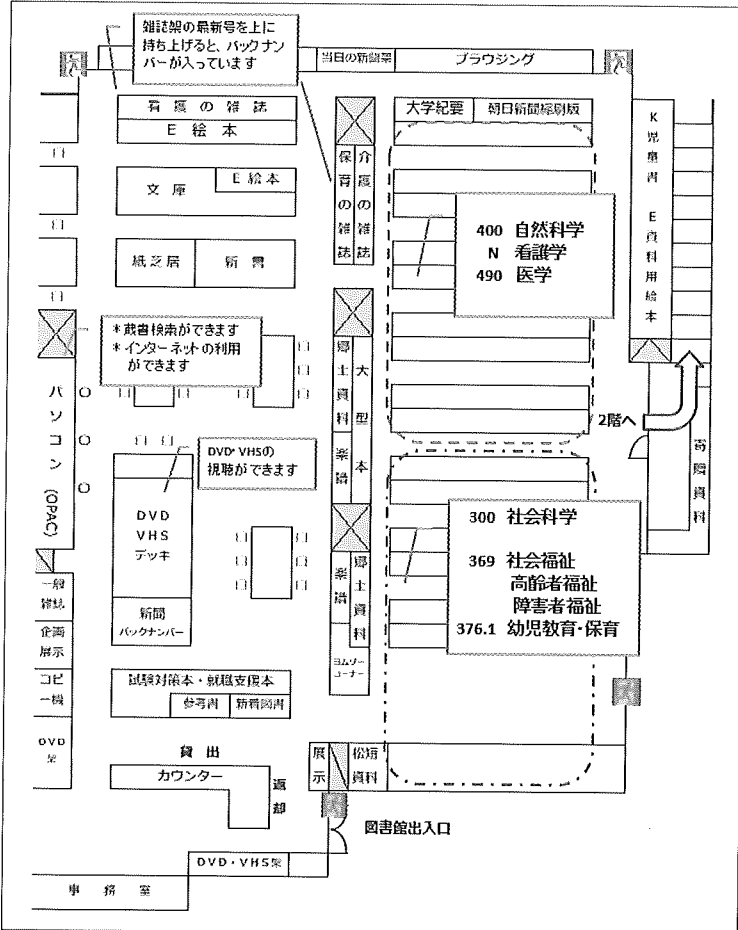 雑誌架の最新号を上に
持ち上げると、バックナン
バーが入っています
当日の新聞架
ブラウジング
看護の雑誌
E絵本
大学紀要
朝日新聞縮刷版
文庫
E絵本
保育の雑誌
介護の雑誌
K児童書 E資料用絵本
400 自然科学
N 看護学
490 医学
紙芝居
新書
＊蔵書検索ができます
＊インターネットの利用
ができます
パソコン(OPAC)
郷土資料
楽譜
大型本
2階へ
寄贈資料
DVD・VHSの
視聴ができます
DVD
VHS
デッキ
新聞
バックナンバー
300 社会科学
369 社会福祉
高齢者福祉
障害者福祉
376.1 幼児教育・保育
楽譜
郷土資料
ヨムゾー
コーナー
一般
雑誌
企画
展示
コピ
ー機
DVD
架
試験対策本・就職支援本
参考書
新着図書
貸出
カウンター
返却
展示
松短
資料
図書館出入口
DVD・VHS架
事務室